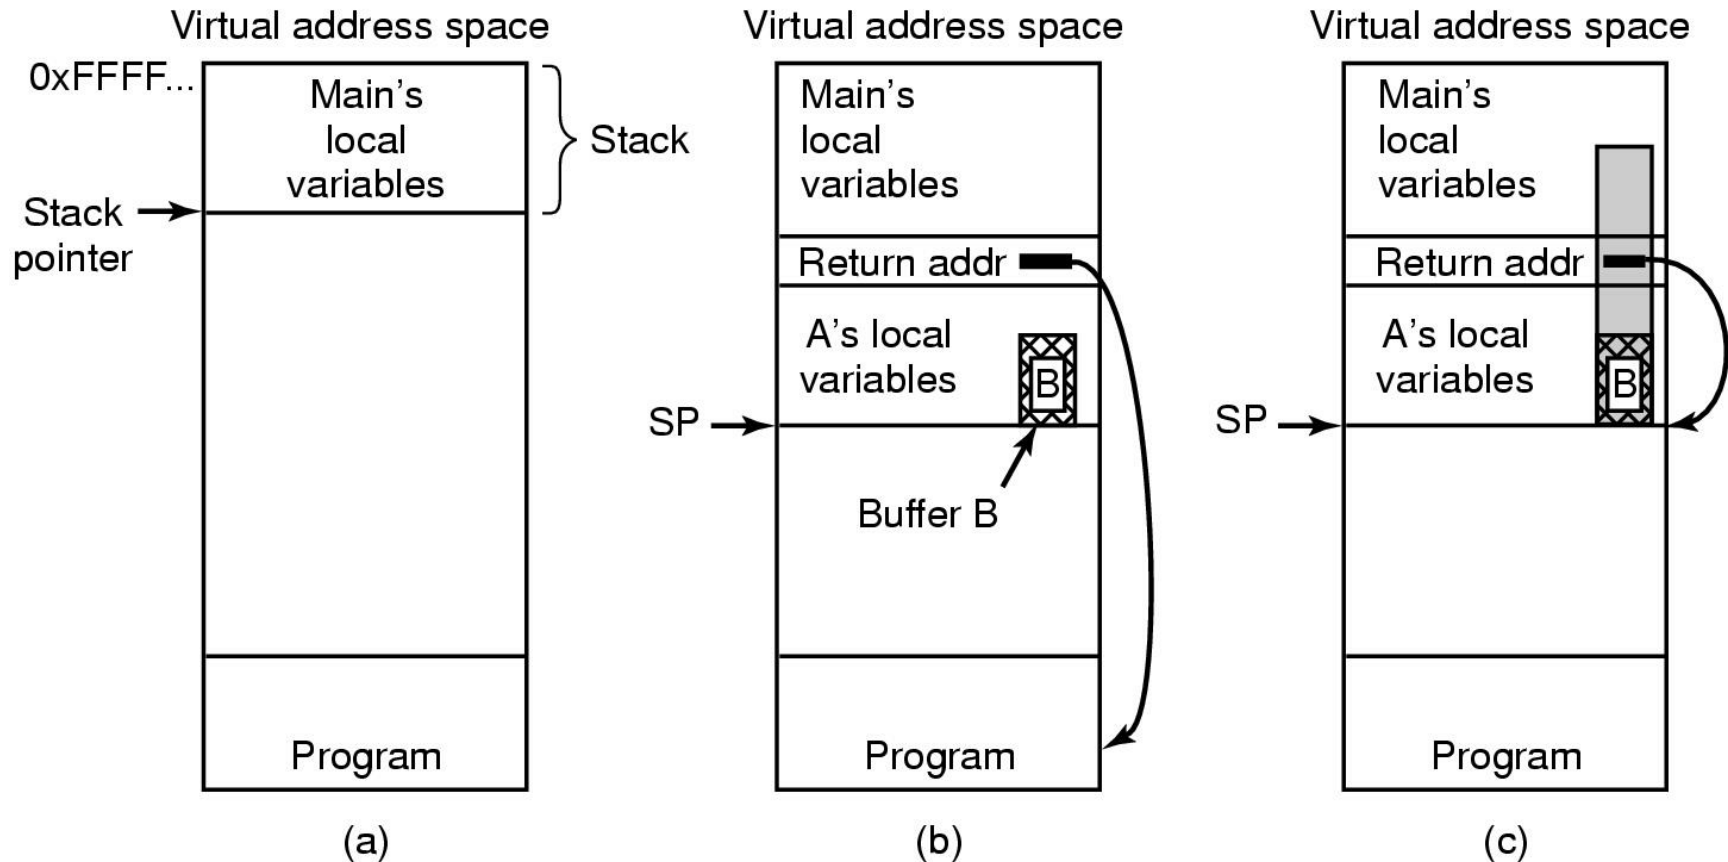 Virtual address space
0xFFFF...
Main's
local
variables
Stack
Stack
pointer
Program
(a)
Virtual address space
Main's
local
variables
Return addr
A's local
variables
B
SP
Buffer B
Program
(b)
Virtual address space
Main's
local
variables
Return addr
A's local
variables
B
SP
Program
(c)